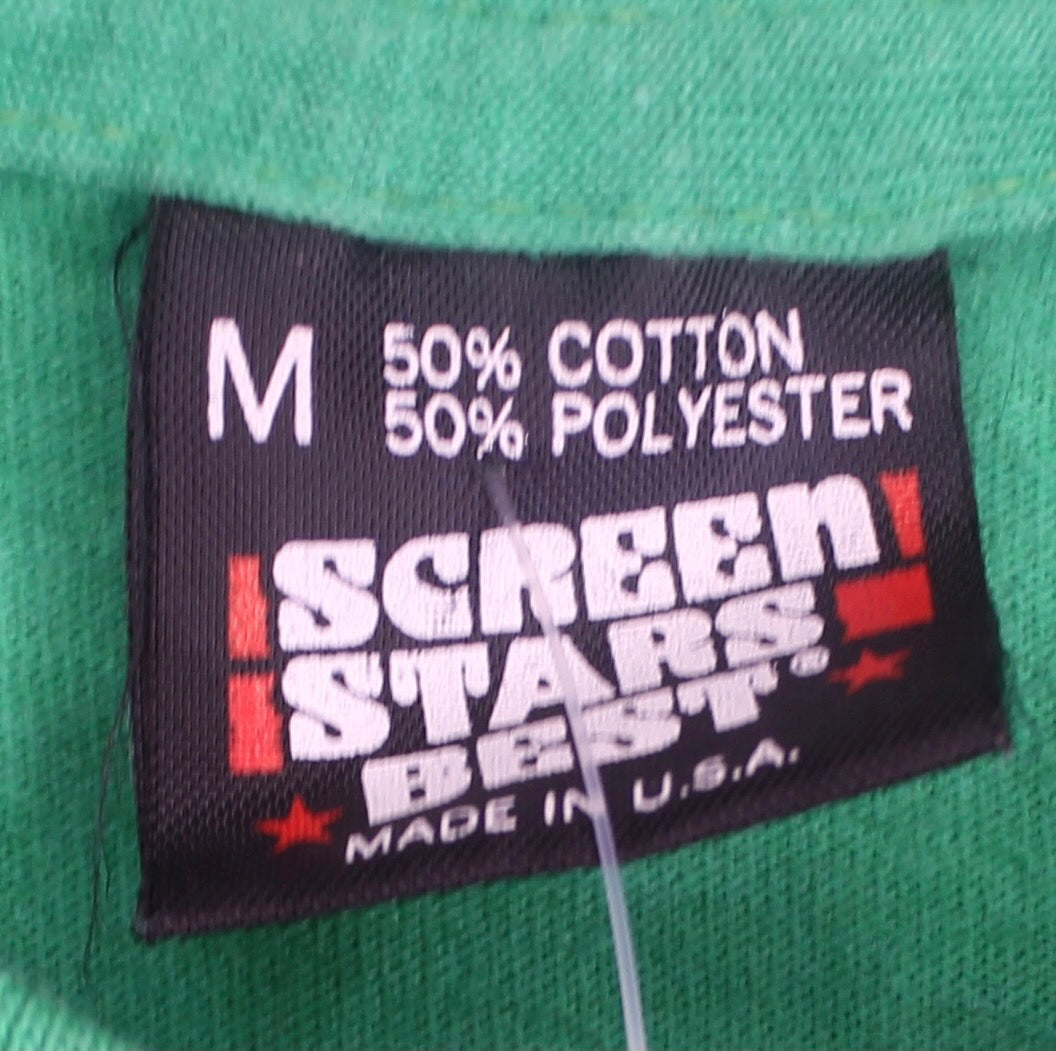 M 50% COTTON
50% POLYESTER
SCREEN
STARS
BEST®
MADE IN U.S.A.